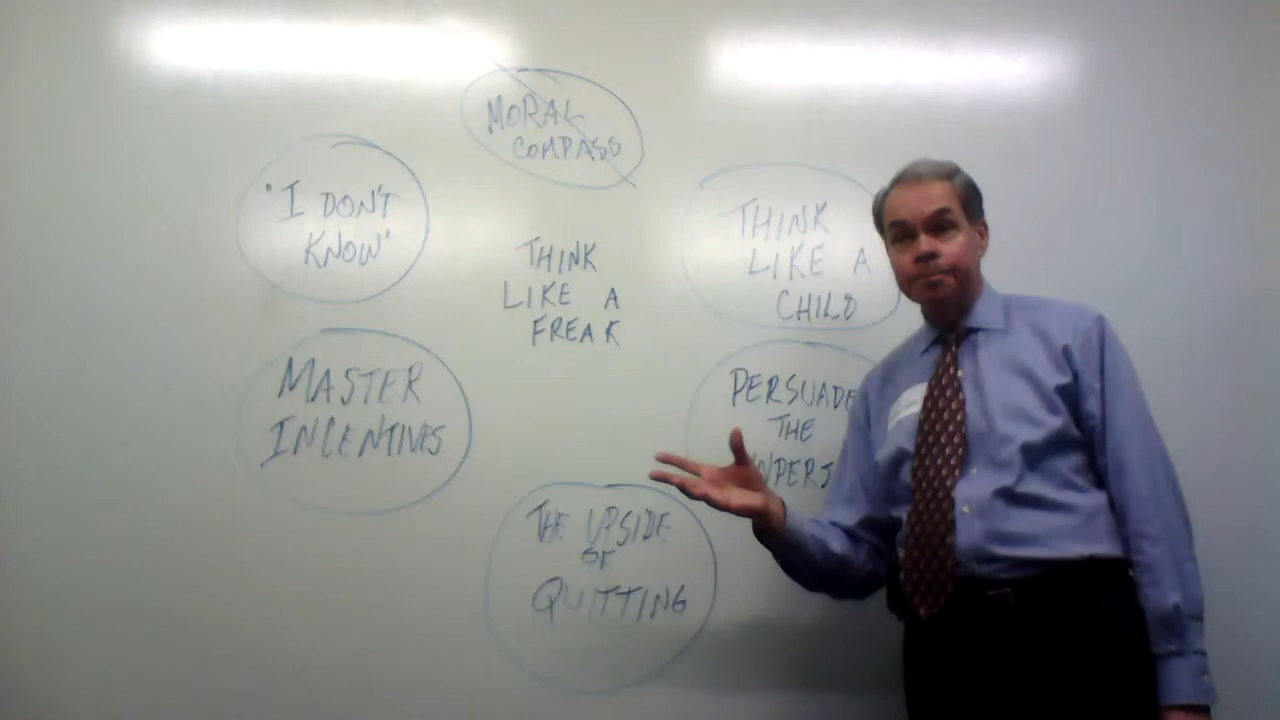 MORAL
COMPASS
"I DON'T
KNOW"
THINK
LIKE A
CHILD
THINK
LIKE A
FREAK
MASTER
INCENTIVES
PERSUADE
THE
THE UPSIDE
OF
QUITTING